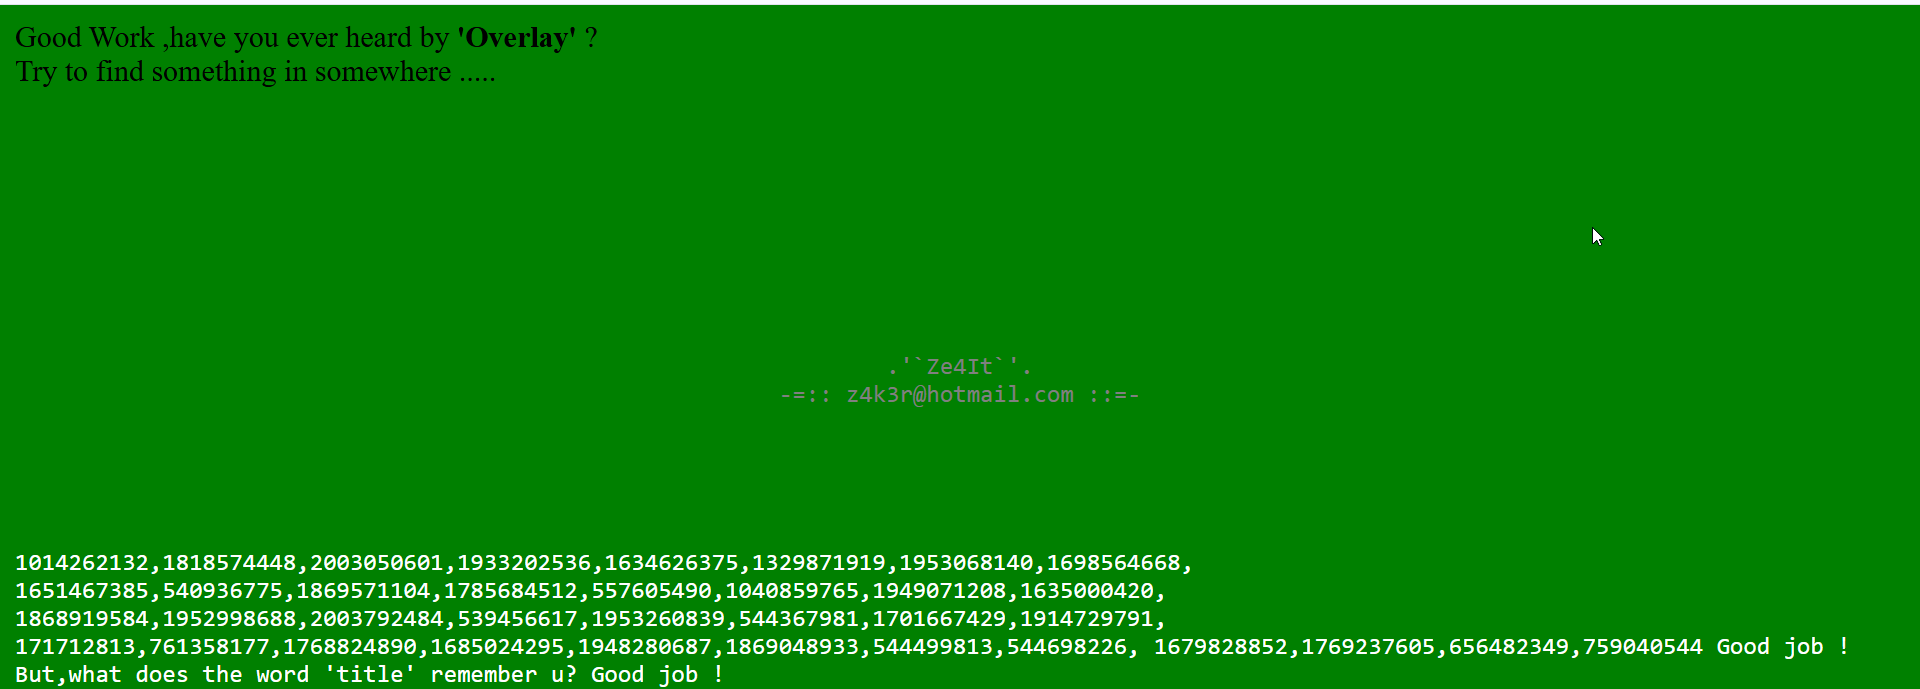 Good Work ,have you ever heard by 'Overlay' ?
Try to find something in somewhere .....
.'`Ze4It`'.
-=:: z4k3r@hotmail.com ::=-
1014262132,1818574448,2003050601,1933202536,1634626375,1329871919,1953068140,1698564668,
1651467385,540936775,1869571104,1785684512,557605490,1040859765,1949071208,1635000420,
1868919584,1952998688,2003792484,539456617,1953260839,544367981,1701667429,1914729791,
171712813,761358177,1768824890,1685024295,1948280687,1869048933,544499813,544698226, 1679828852,1769237605,656482349,759040544 Good job !
But,what does the word 'title' remember u? Good job !